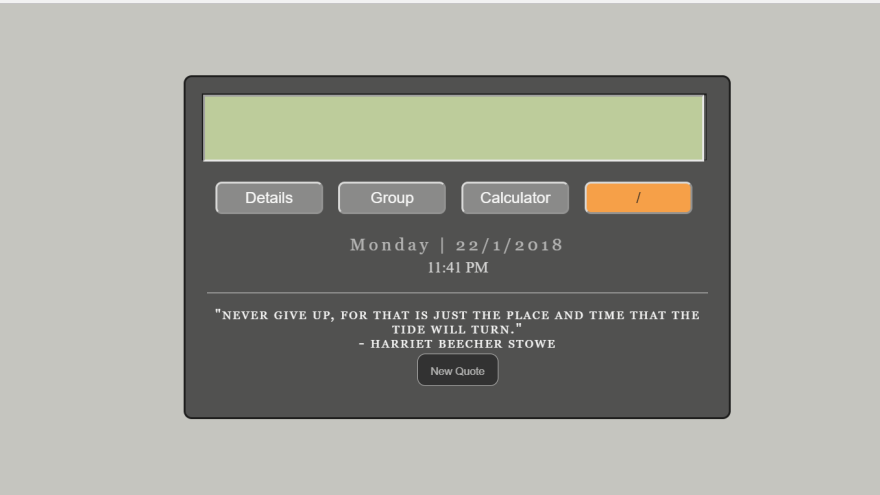 Details
Group
Calculator
/
Monday | 22/1/2018
11:41 PM
"NEVER GIVE UP, FOR THAT IS JUST THE PLACE AND TIME THAT THE
TIDE WILL TURN."
- HARRIET BEECHER STOWE
New Quote